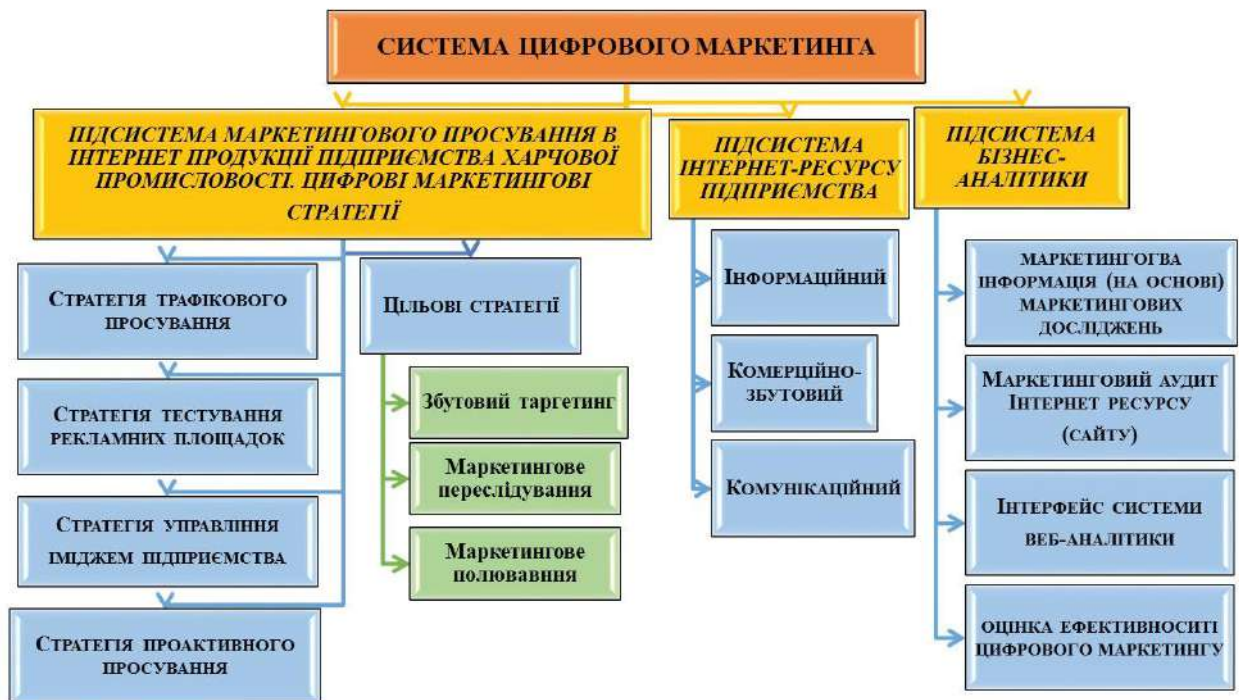 СИСТЕМА ЦИФРОВОГО МАРКЕТИНГА
ПІДСИСТЕМА МАРКЕТИНГОВОГО ПРОСУВАННЯ В
ІНТЕРНЕТ ПРОДУКЦІЇ ПІДПРИЄМСТВА ХАРЧОВОЇ
ПРОМИСЛОВОСТІ. ЦИФРОВІ МАРКЕТИНГОВІ
СТРАТЕГІЇ
СТРАТЕГІЯ ТРАФІКОВОГО
ПРОСУВАННЯ
СТРАТЕГІЯ ТЕСТУВАННЯ
РЕКЛАМНИХ ПЛОЩАДОК
СТРАТЕГІЯ УПРАВЛІННЯ
ІМІДЖЕМ ПІДПРИЄМСТВА
СТРАТЕГІЯ ПРОАКТИВНОГО
ПРОСУВАННЯ
ЦІЛЬОВІ СТРАТЕГІЇ
Збутовий таргетинг
Маркетингове
переслідування
Маркетингове
полюавння
ПІДСИСТЕМА
ІНТЕРНЕТ-РЕСУРСУ
ПІДПРИЄМСТВА
ІНФОРМАЦІЙНИЙ
КОМЕРЦІЙНО-
ЗБУТОВИЙ
КОМУНІКАЦІЙНИЙ
ПІДСИСТЕМА
БІЗНЕС-
АНАЛІТИКИ
МАРКЕТИНГОГВА
ІНФОРМАЦІЯ (НА ОСНОВІ)
МАРКЕТИНГОВИХ
ДОСЛІДЖЕНЬ
МАРКЕТИНГОВИЙ АУДИТ
ІНТЕРНЕТ РЕСУРСУ
(САЙТУ)
ІНТЕРФЕЙС СИСТЕМИ
ВЕБ-АНАЛІТИКИ
ОЦІНКА ЕФЕКТИВНОСИТІ
ЦИФРОВОГО МАРКЕТИНГУ